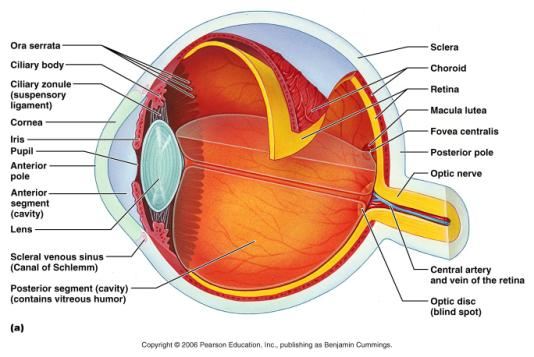 Ora serrata
Ciliary body
Ciliary zonule
(suspensory
ligament)
Cornea
Iris
Pupil
Anterior
pole
Anterior
segment
(cavity)
Lens
Scleral venous sinus
(Canal of Schlemm)
Posterior segment (cavity)
(contains vitreous humor)
Sclera
Choroid
Retina
Macula lutea
Fovea centralis
Posterior pole
Optic nerve
Central artery
and vein of the retina
Optic disc
(blind spot)
(a)
Copyright © 2006 Pearson Education, Inc., publishing as Benjamin Cummings.